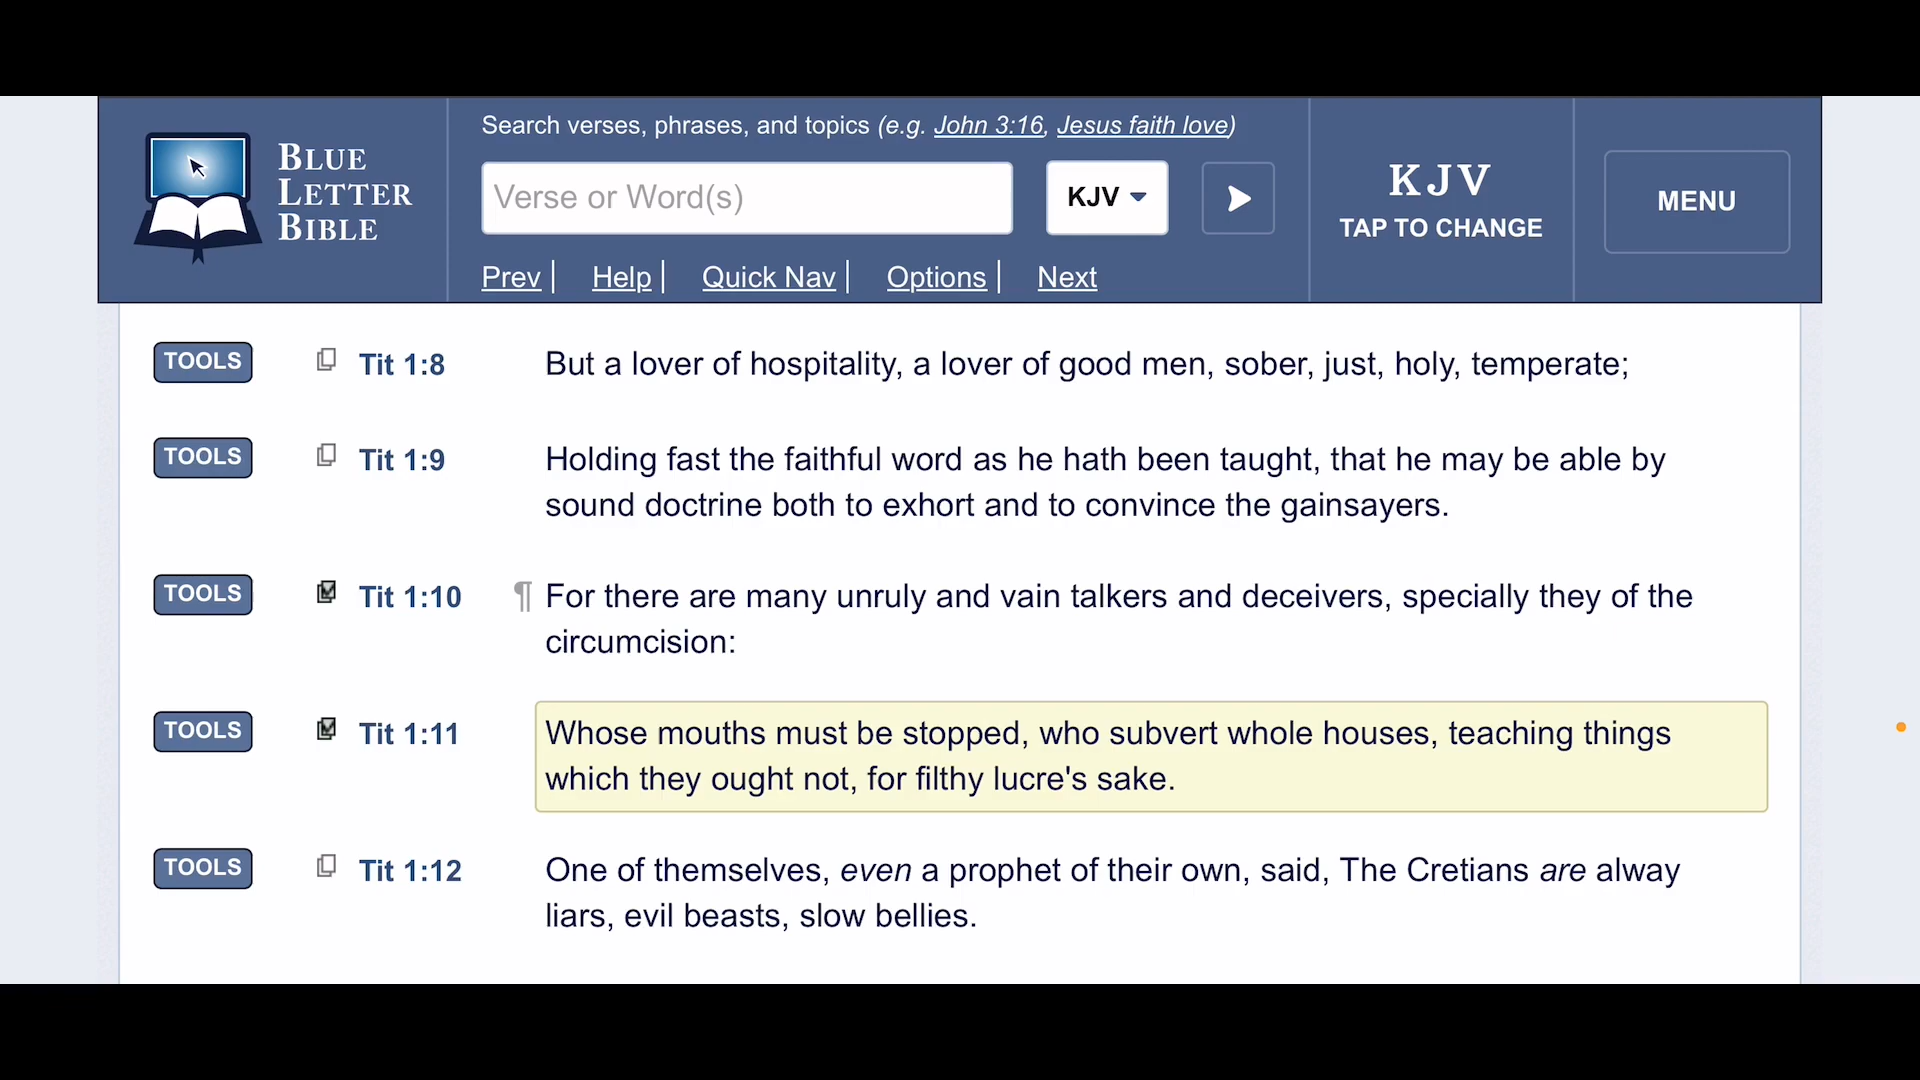 BLUE
LETTER
BIBLE
Search verses, phrases, and topics (e.g. John 3:16, Jesus faith love)
Verse or Word(s)
KJV
KJV
TAP TO CHANGE
MENU
Prev | Help | Quick Nav | Options | Next
TOOLS Tit 1:8 But a lover of hospitality, a lover of good men, sober, just, holy, temperate;
TOOLS Tit 1:9 Holding fast the faithful word as he hath been taught, that he may be able by
sound doctrine both to exhort and to convince the gainsayers.
TOOLS Tit 1:10 ¶ For there are many unruly and vain talkers and deceivers, specially they of the
circumcision:
TOOLS Tit 1:11 Whose mouths must be stopped, who subvert whole houses, teaching things
which they ought not, for filthy lucre's sake.
TOOLS Tit 1:12 One of themselves, even a prophet of their own, said, The Cretians are alway
liars, evil beasts, slow bellies.